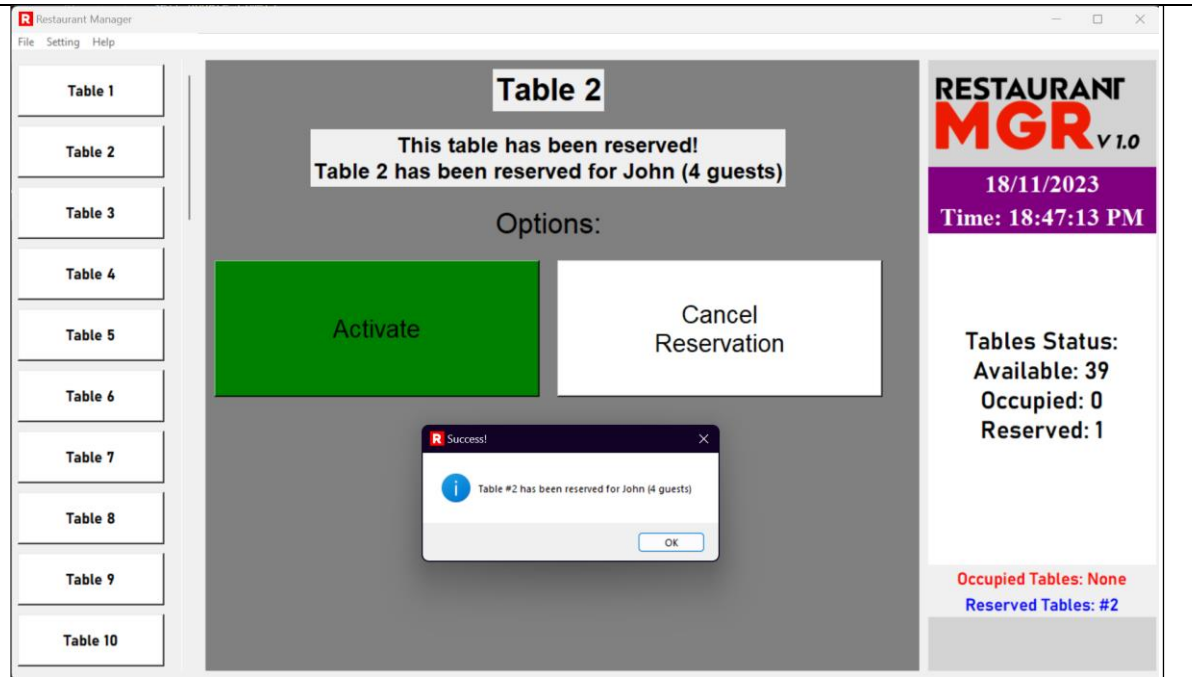 R Restaurant Manager
File Setting Help
Table 1
Table 2
Table 3
Table 4
Table 5
Table 6
Table 7
Table 8
Table 9
Table 10
Table 2
This table has been reserved!
Table 2 has been reserved for John (4 guests)
Options:
Activate
Cancel
Reservation
R Success!
Table #2 has been reserved for John (4 guests)
OK
RESTAURANT
MGR V 1.0
18/11/2023
Time: 18:47:13 PM
Tables Status:
Available: 39
Occupied: 0
Reserved: 1
Occupied Tables: None
Reserved Tables: #2